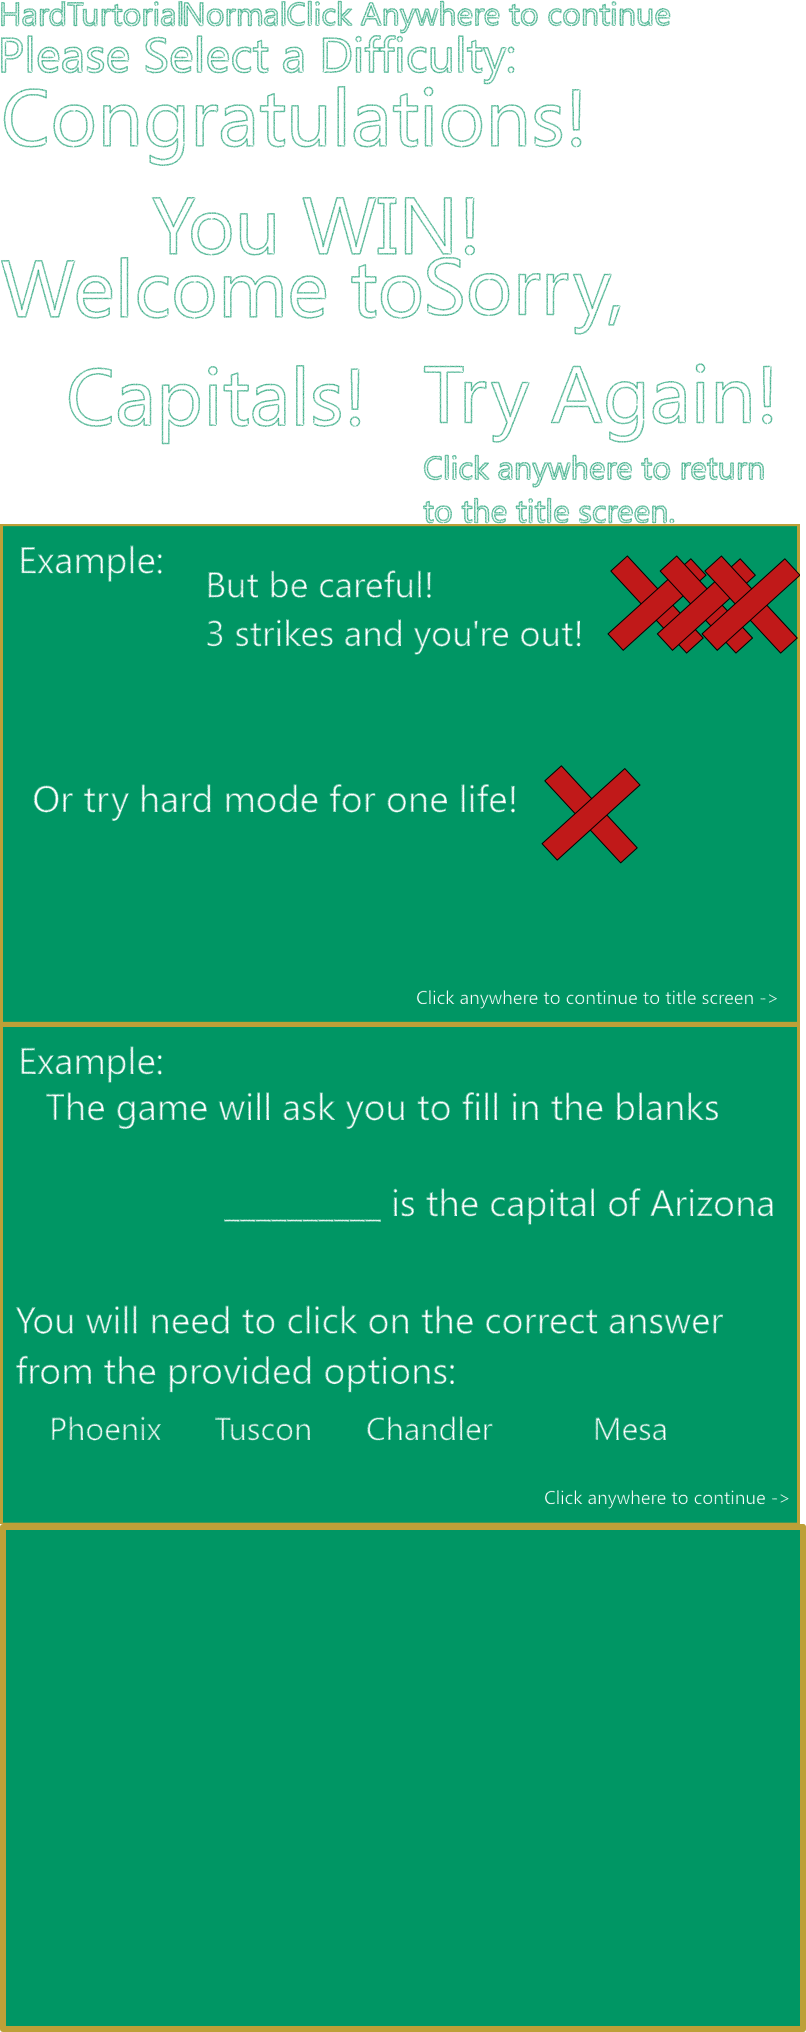 HardTurtorialNormalClick Anywhere to continue
Please Select a Difficulty:
Congratulations!
You WIN!
Welcome toSorry,
Capitals! Try Again!
Click anywhere to return
to the title screen.
Example:
But be careful!
3 strikes and you're out!
Or try hard mode for one life!
Click anywhere to continue to title screen ->
Example:
The game will ask you to fill in the blanks
__________ is the capital of Arizona
You will need to click on the correct answer
from the provided options:
Phoenix Tuscon Chandler Mesa
Click anywhere to continue ->